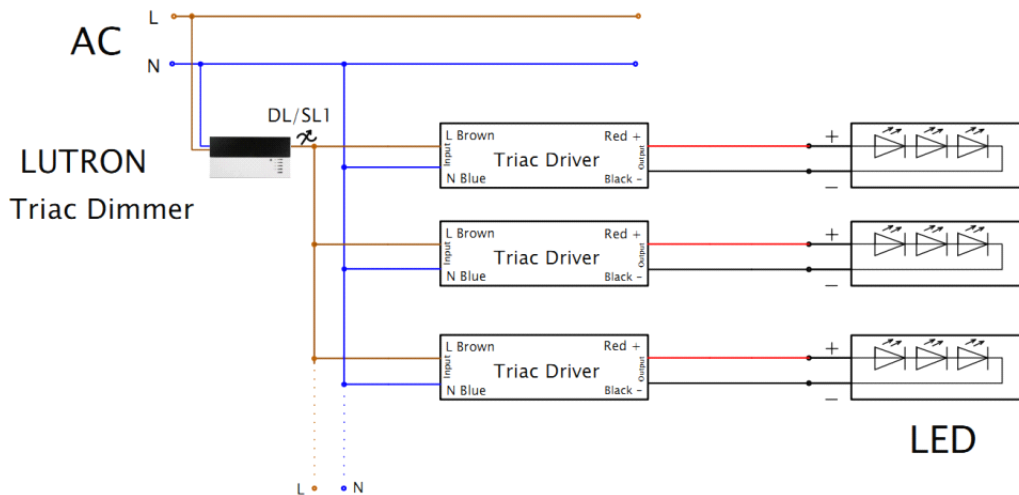 L
AC
N
DL/SL1
LUTRON
Triac Dimmer
L Brown
Red +
Input
Triac Driver
Output
N Blue
Black -
+
−
L Brown
Red +
Input
Triac Driver
Output
N Blue
Black -
+
−
L Brown
Red +
Input
Triac Driver
Output
N Blue
Black -
+
−
LED
L
N